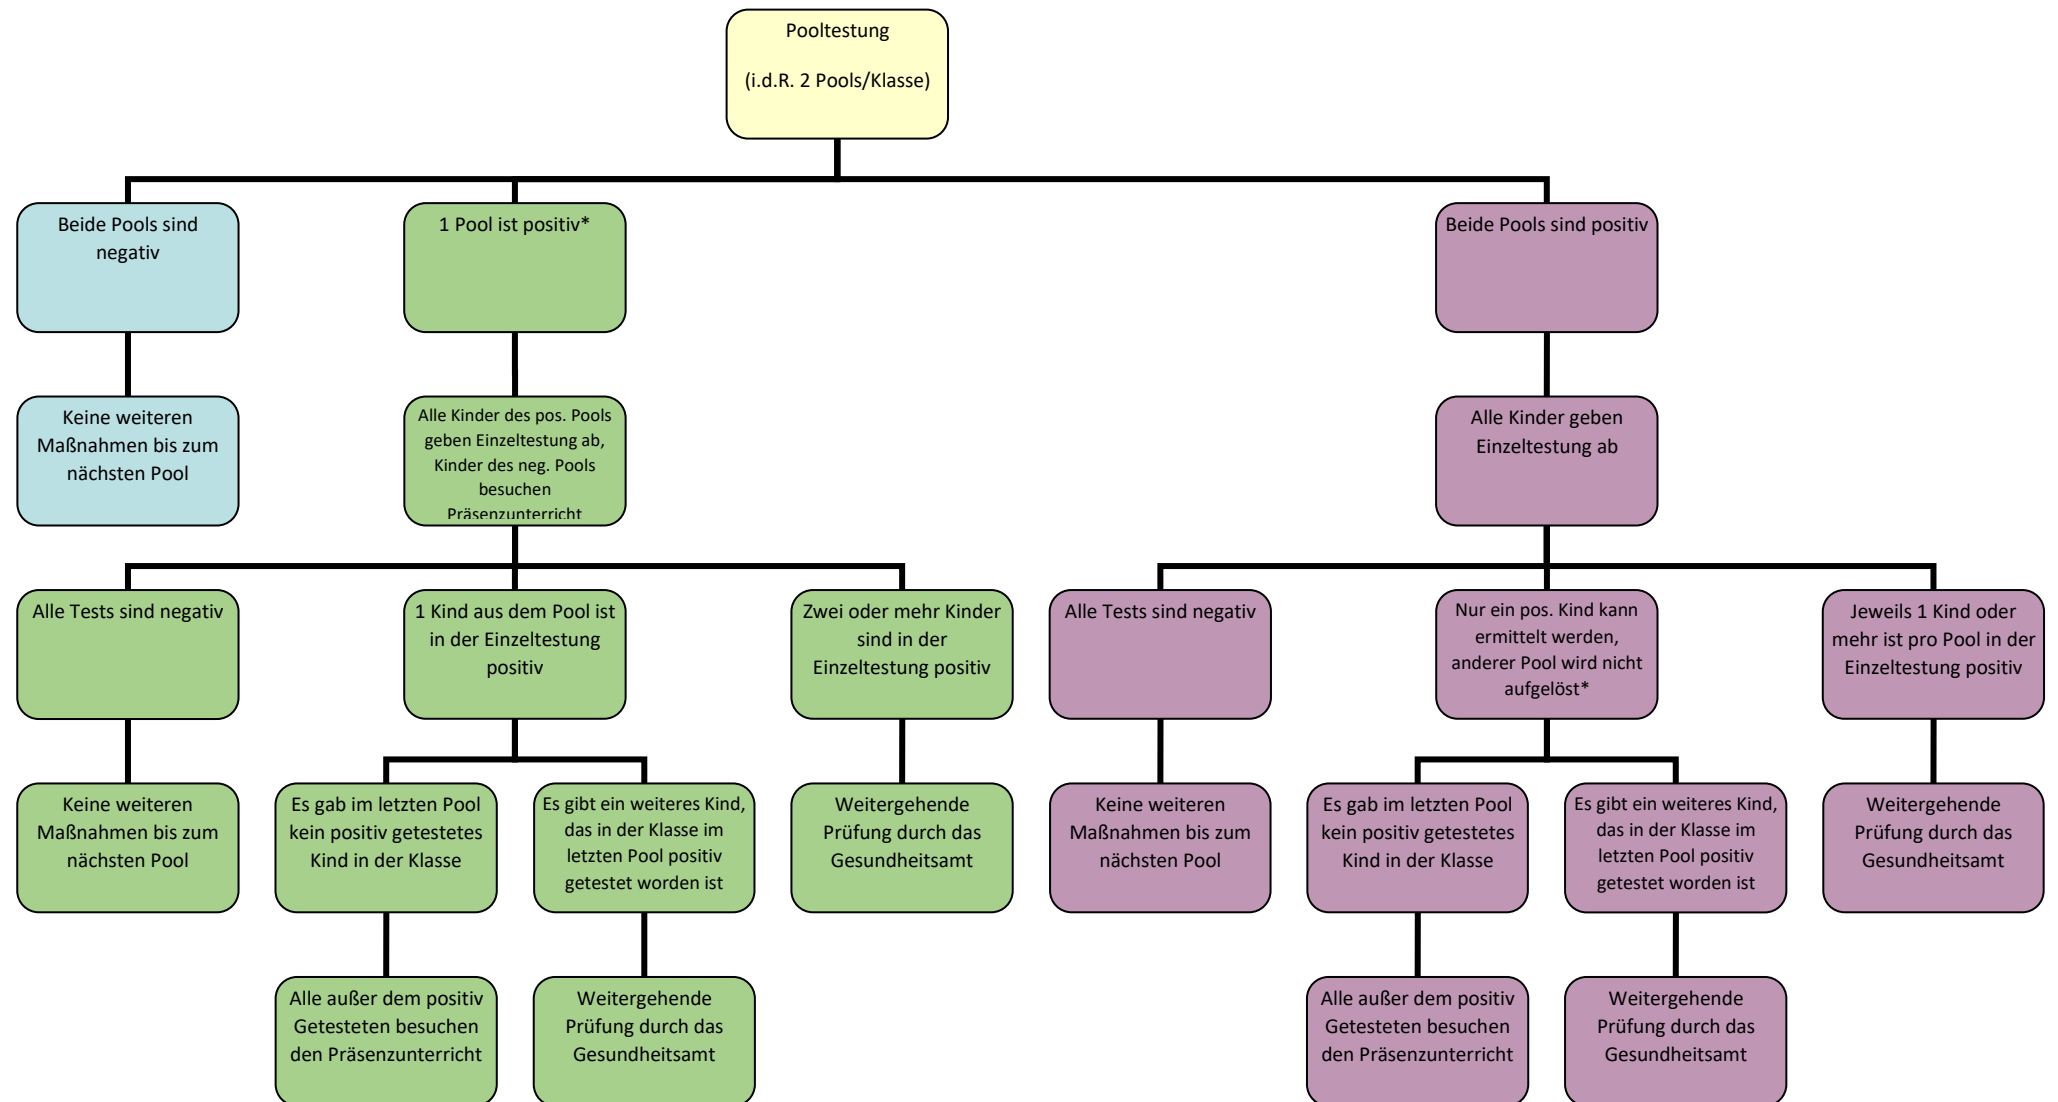 Pooltestung
(i.d.R. 2 Pools/Klasse)
Beide Pools sind
negativ
1 Pool ist positiv*
Beide Pools sind positiv
Keine weiteren
Maßnahmen bis zum
nächsten Pool
Alle Kinder des pos. Pools
geben Einzeltestung ab,
Kinder des neg. Pools
besuchen
Präsenzunterricht
Alle Kinder geben
Einzeltestung ab
Alle Tests sind negativ
1 Kind aus dem Pool ist
in der Einzeltestung
positiv
Zwei oder mehr Kinder
sind in der
Einzeltestung positiv
Alle Tests sind negativ
Nur ein pos. Kind kann
ermittelt werden,
anderer Pool wird nicht
aufgelöst*
Jeweils 1 Kind oder
mehr ist pro Pool in der
Einzeltestung positiv
Keine weiteren
Maßnahmen bis zum
nächsten Pool
Es gab im letzten Pool
kein positiv getestetes
Kind in der Klasse
Es gibt ein weiteres Kind,
das in der Klasse im
letzten Pool positiv
getestet worden ist
Weitergehende
Prüfung durch das
Gesundheitsamt
Keine weiteren
Maßnahmen bis zum
nächsten Pool
Es gab im letzten Pool
kein positiv getestetes
Kind in der Klasse
Es gibt ein weiteres Kind,
das in der Klasse im
letzten Pool positiv
getestet worden ist
Weitergehende
Prüfung durch das
Gesundheitsamt
Alle außer dem positiv
Getesteten besuchen
den Präsenzunterricht
Weitergehende
Prüfung durch das
Gesundheitsamt
Alle außer dem positiv
Getesteten besuchen
den Präsenzunterricht
Weitergehende
Prüfung durch das
Gesundheitsamt